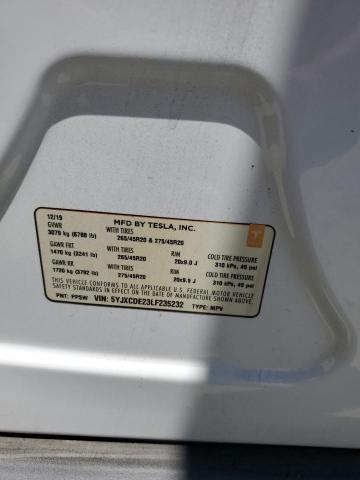 12/19 MFD BY TESLA, INC.
GVWR
3079 kg (6788 lb) WITH TIRES 265/45R20 & 275/45R20
GAWR FRT WITH TIRES RIM COLD TIRE PRESSURE
1470 kg (3241 lb) 265/45R20 20x9.0 J 310 kPa, 45 psi
GAWR RR WITH TIRES RIM COLD TIRE PRESSURE
1720 kg (3792 lb) 275/45R20 20x9.5 J 310 kPa, 45 psi
THIS VEHICLE CONFORMS TO ALL APPLICABLE U.S. FEDERAL MOTOR VEHICLE
SAFETY STANDARDS IN EFFECT ON THE DATE OF MANUFACTURE SHOWN ABOVE.
PNT: PPSW VIN: 5YJXCDE23LF235232 TYPE: MPV